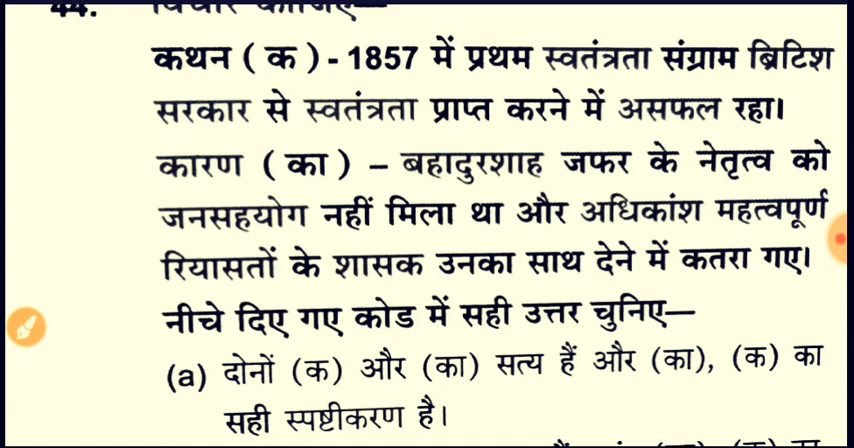 44. विचार कीजिए—
कथन ( क ) - 1857 में प्रथम स्वतंत्रता संग्राम ब्रिटिश
सरकार से स्वतंत्रता प्राप्त करने में असफल रहा।
कारण ( का ) – बहादुरशाह जफर के नेतृत्व को
जनसहयोग नहीं मिला था और अधिकांश महत्वपूर्ण
रियासतों के शासक उनका साथ देने में कतरा गए।
नीचे दिए गए कोड में सही उत्तर चुनिए—
(a) दोनों (क) और (का) सत्य हैं और (का), (क) का
सही स्पष्टीकरण है।